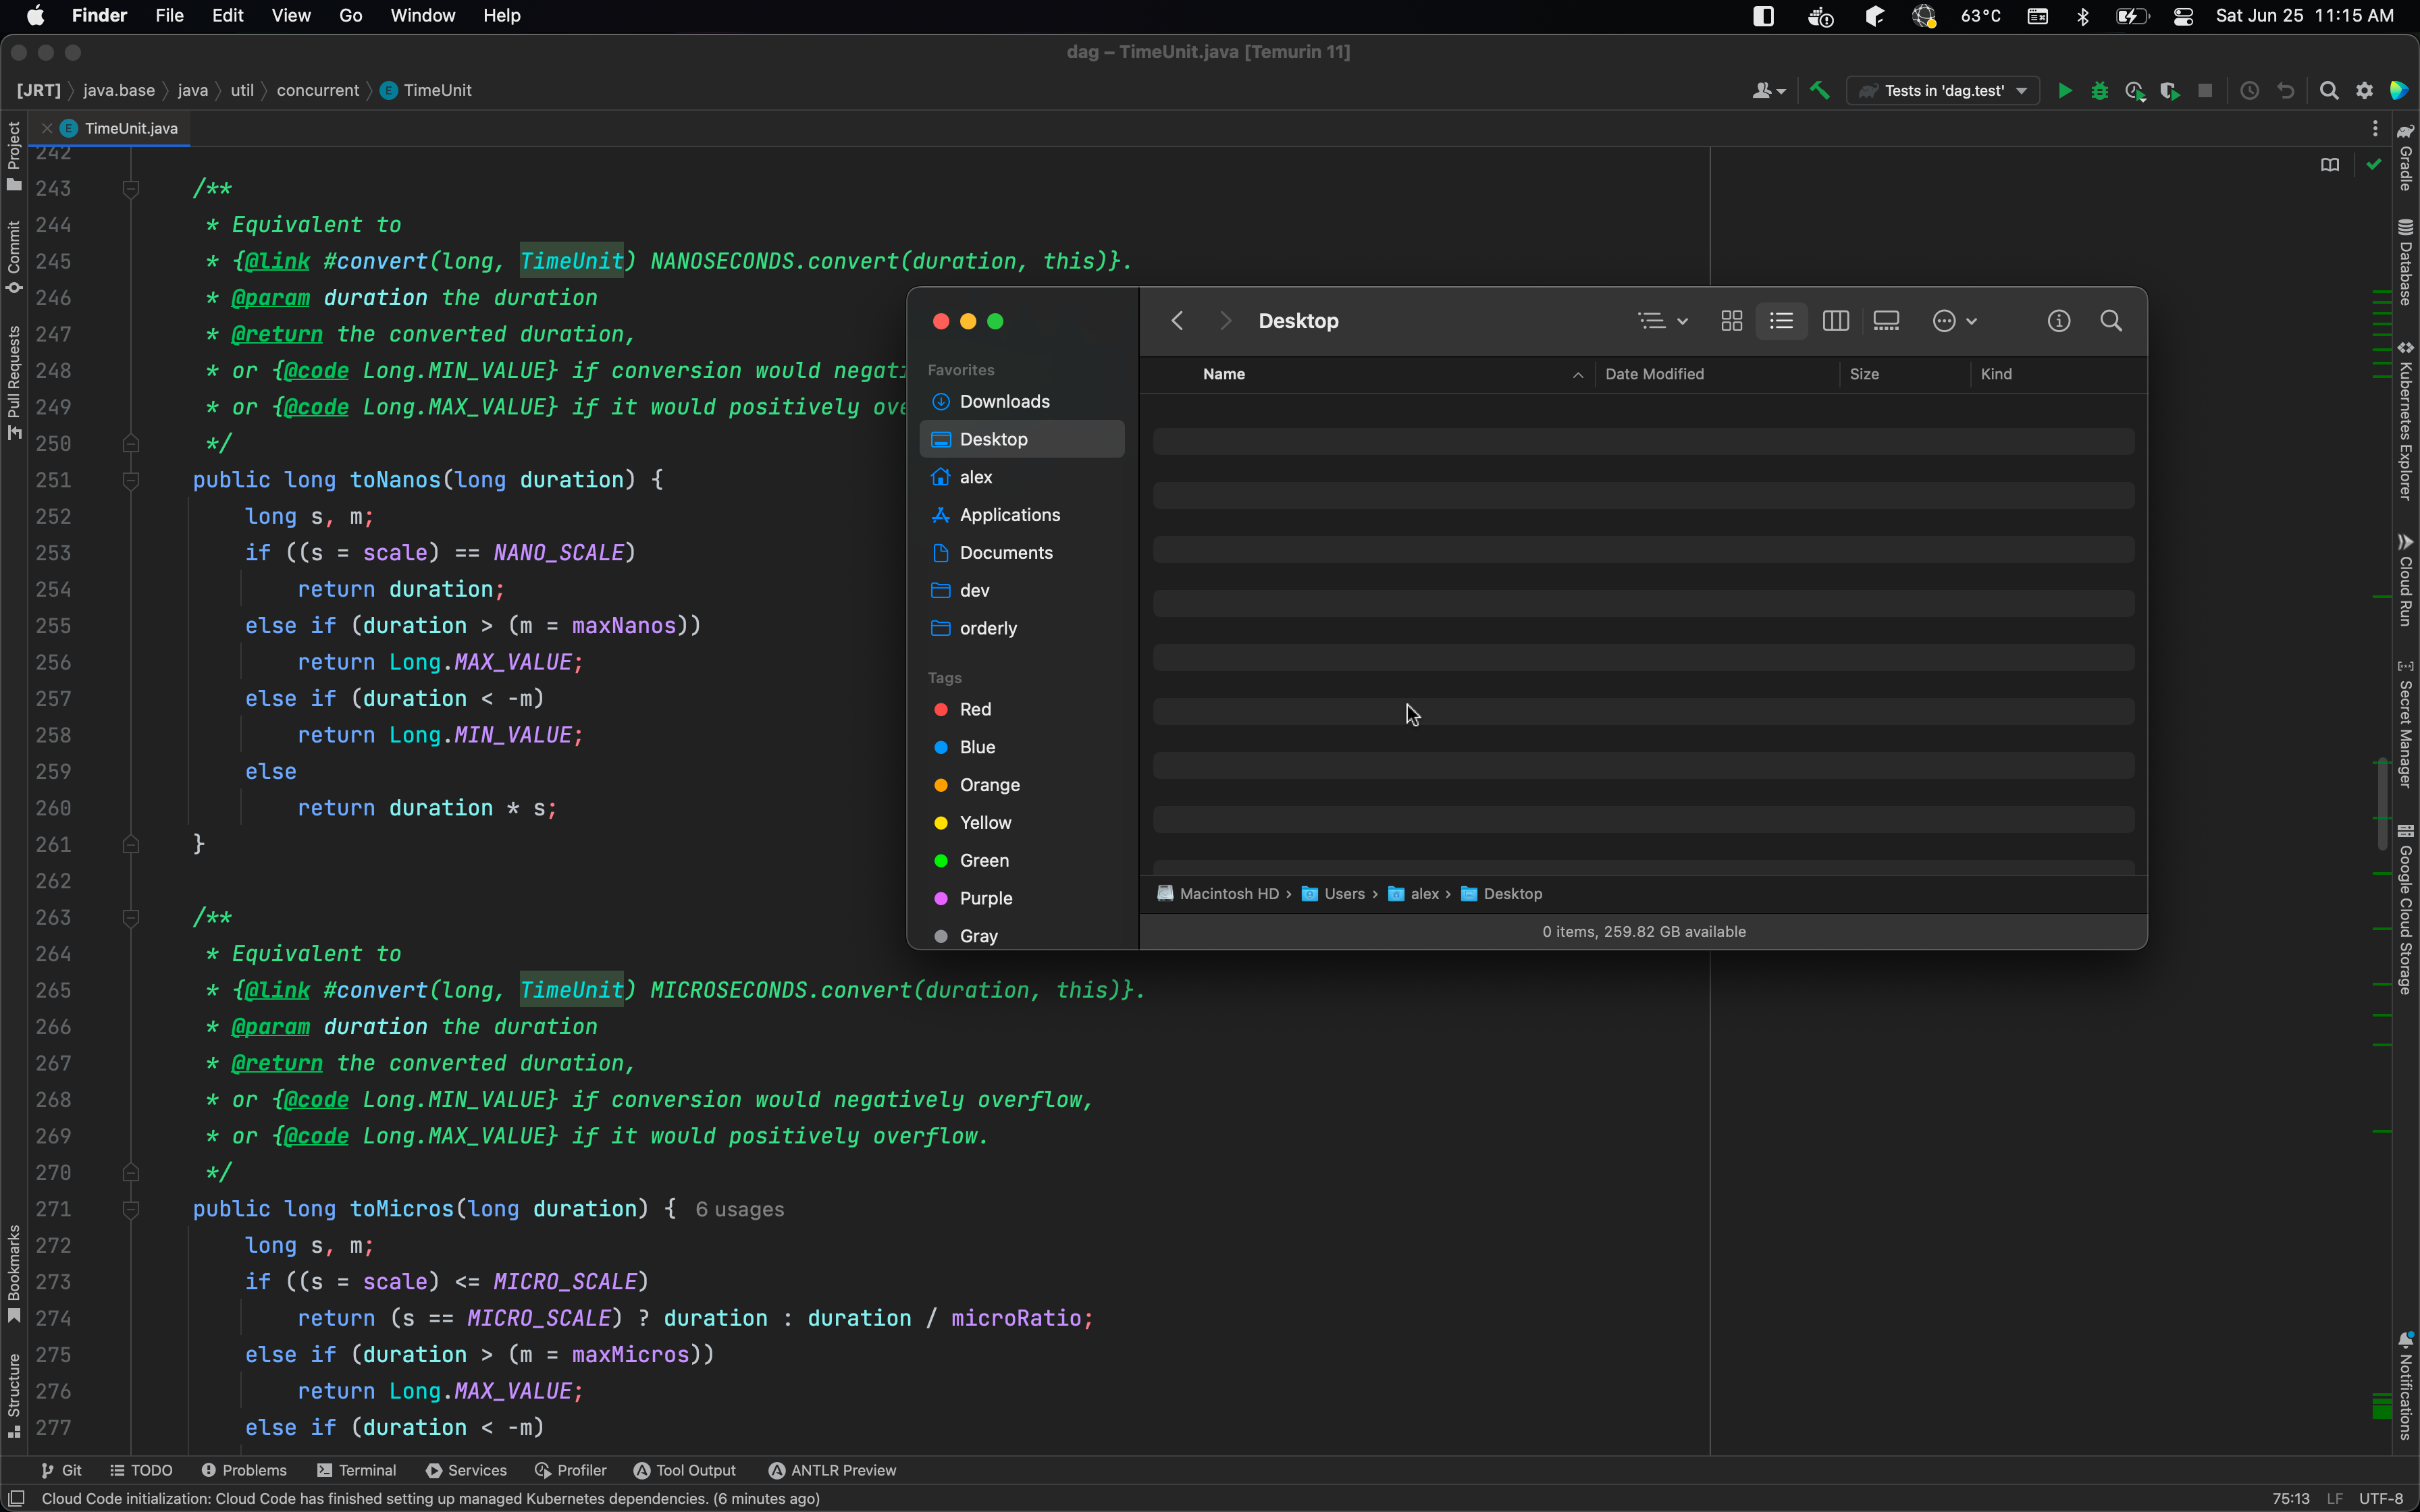 Finder File Edit View Go Window Help 63°C Sat Jun 25 11:15 AM
dag – TimeUnit.java [Temurin 11]
[JRT] java.base java util concurrent E TimeUnit Tests in 'dag.test'
E TimeUnit.java
242
243 /**
244 * Equivalent to
245 * {@link #convert(long, TimeUnit) NANOSECONDS.convert(duration, this)}.
246 * @param duration the duration
247 * @return the converted duration,
248 * or {@code Long.MIN_VALUE} if conversion would negati
249 * or {@code Long.MAX_VALUE} if it would positively ove
250 */
251 public long toNanos(long duration) {
252 long s, m;
253 if ((s = scale) == NANO_SCALE)
254 return duration;
255 else if (duration > (m = maxNanos))
256 return Long.MAX_VALUE;
257 else if (duration < -m)
258 return Long.MIN_VALUE;
259 else
260 return duration * s;
261 }
262
263 /**
264 * Equivalent to
265 * {@link #convert(long, TimeUnit) MICROSECONDS.convert(duration, this)}.
266 * @param duration the duration
267 * @return the converted duration,
268 * or {@code Long.MIN_VALUE} if conversion would negatively overflow,
269 * or {@code Long.MAX_VALUE} if it would positively overflow.
270 */
271 public long toMicros(long duration) { 6 usages
272 long s, m;
273 if ((s = scale) <= MICRO_SCALE)
274 return (s == MICRO_SCALE) ? duration : duration / microRatio;
275 else if (duration > (m = maxMicros))
276 return Long.MAX_VALUE;
277 else if (duration < -m)
Desktop
Name Date Modified Size Kind
Favorites
Downloads
Desktop
alex
Applications
Documents
dev
orderly
Tags
Red
Blue
Orange
Yellow
Green
Purple
Gray
Macintosh HD › Users › alex › Desktop
0 items, 259.82 GB available
Project
Commit
Pull Requests
Bookmarks
Structure
Gradle
Database
Kubernetes Explorer
Cloud Run
Secret Manager
Google Cloud Storage
Notifications
Git TODO Problems Terminal Services Profiler Tool Output ANTLR Preview
Cloud Code initialization: Cloud Code has finished setting up managed Kubernetes dependencies. (6 minutes ago) 75:13 LF UTF-8